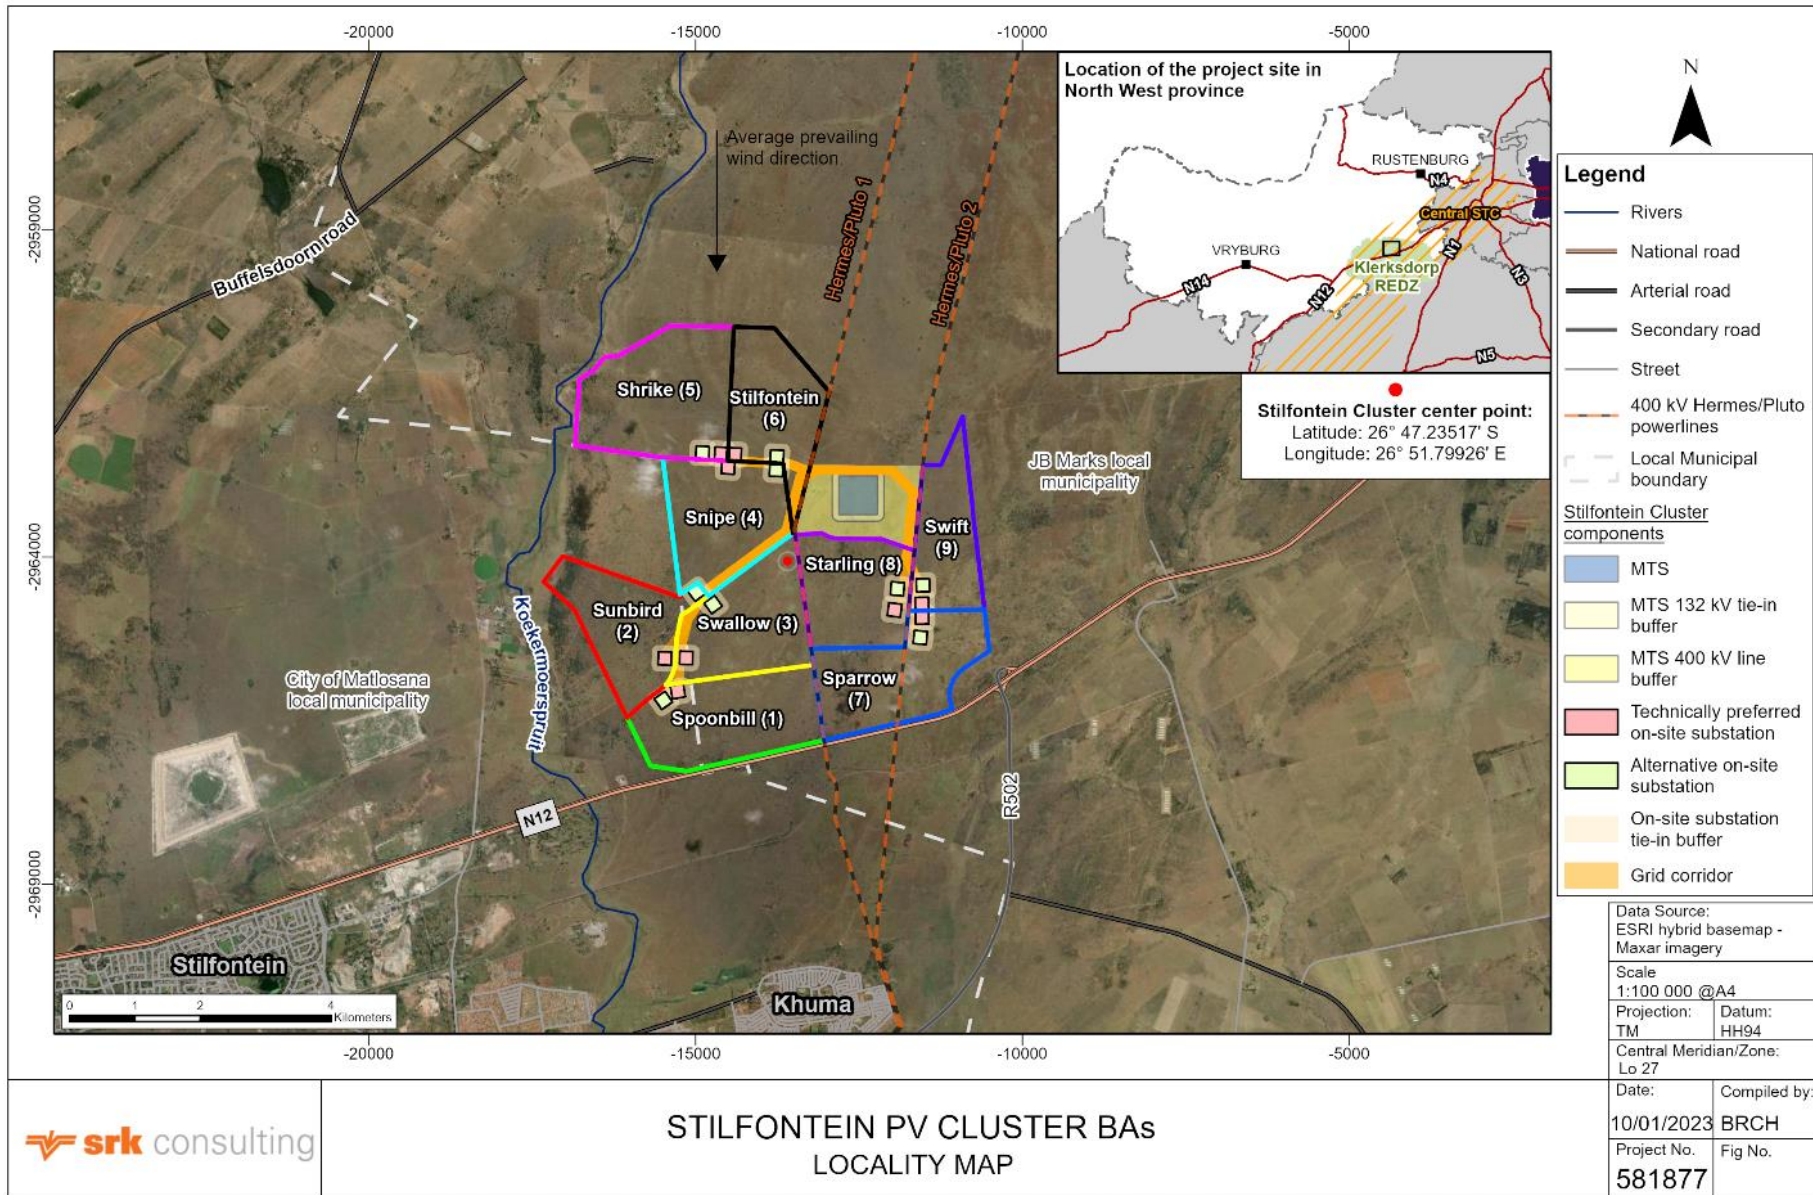 -20000
-15000
-10000
-5000
-2959000
-2964000
-2969000
Average prevailing
wind direction
Buffelsdoorn road
Hermes/Pluto 1
Hermes/Pluto 2
Shrike (5)
Stilfontein
(6)
Snipe (4)
Swift
(9)
Starling (8)
Sunbird
(2)
Swallow (3)
Sparrow
(7)
Spoonbill (1)
JB Marks local
municipality
City of Matlosana
local municipality
Koekermoerspruit
N12
R502
Stilfontein
Khuma
0
1
2
4
Kilometers
-20000
-15000
-10000
-5000
Location of the project site in
North West province
RUSTENBURG
N4
Central STC
VRYBURG
N1
Klerksdorp
REDZ
N14
N12
N3
N5
Stilfontein Cluster center point:
Latitude: 26° 47.23517' S
Longitude: 26° 51.79926' E
N
Legend
Rivers
National road
Arterial road
Secondary road
Street
400 kV Hermes/Pluto
powerlines
Local Municipal
boundary
Stilfontein Cluster
components
MTS
MTS 132 kV tie-in
buffer
MTS 400 kV line
buffer
Technically preferred
on-site substation
Alternative on-site
substation
On-site substation
tie-in buffer
Grid corridor
Data Source:
ESRI hybrid basemap -
Maxar imagery
Scale
1:100 000 @A4
Projection:
TM
Datum:
HH94
Central Meridian/Zone:
Lo 27
Date:
10/01/2023
Compiled by:
BRCH
Project No.
581877
Fig No.
srk consulting
STILFONTEIN PV CLUSTER BAs
LOCALITY MAP